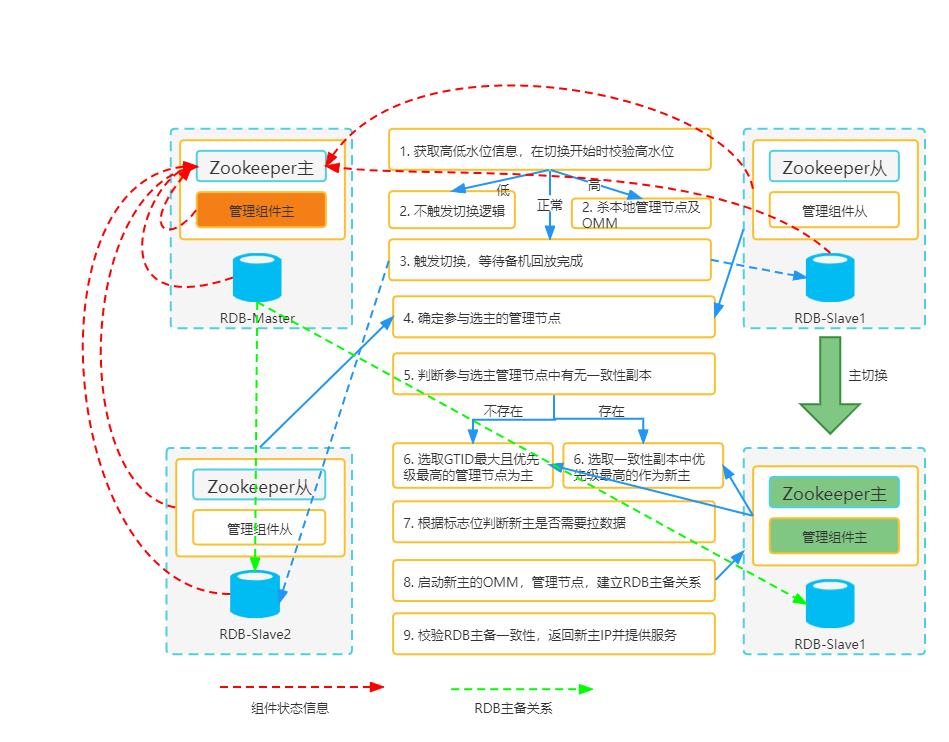 Zookeeper主
管理组件主
RDB-Master
1. 获取高低水位信息，在切换开始时校验高水位
低
正常
高
2. 不触发切换逻辑
2. 杀本地管理节点及
OMM
3. 触发切换，等待备机回放完成
4. 确定参与选主的管理节点
5. 判断参与选主管理节点中有无一致性副本
不存在
存在
6. 选取GTID最大且优先
级最高的管理节点为主
6. 选取一致性副本中优
先级最高的作为新主
7. 根据标志位判断新主是否需要拉数据
8. 启动新主的OMM，管理节点，建立RDB主备关系
9. 校验RDB主备一致性，返回新主IP并提供服务
Zookeeper从
管理组件从
RDB-Slave1
主切换
Zookeeper从
管理组件从
RDB-Slave2
Zookeeper主
管理组件主
RDB-Slave1
组件状态信息
RDB主备关系